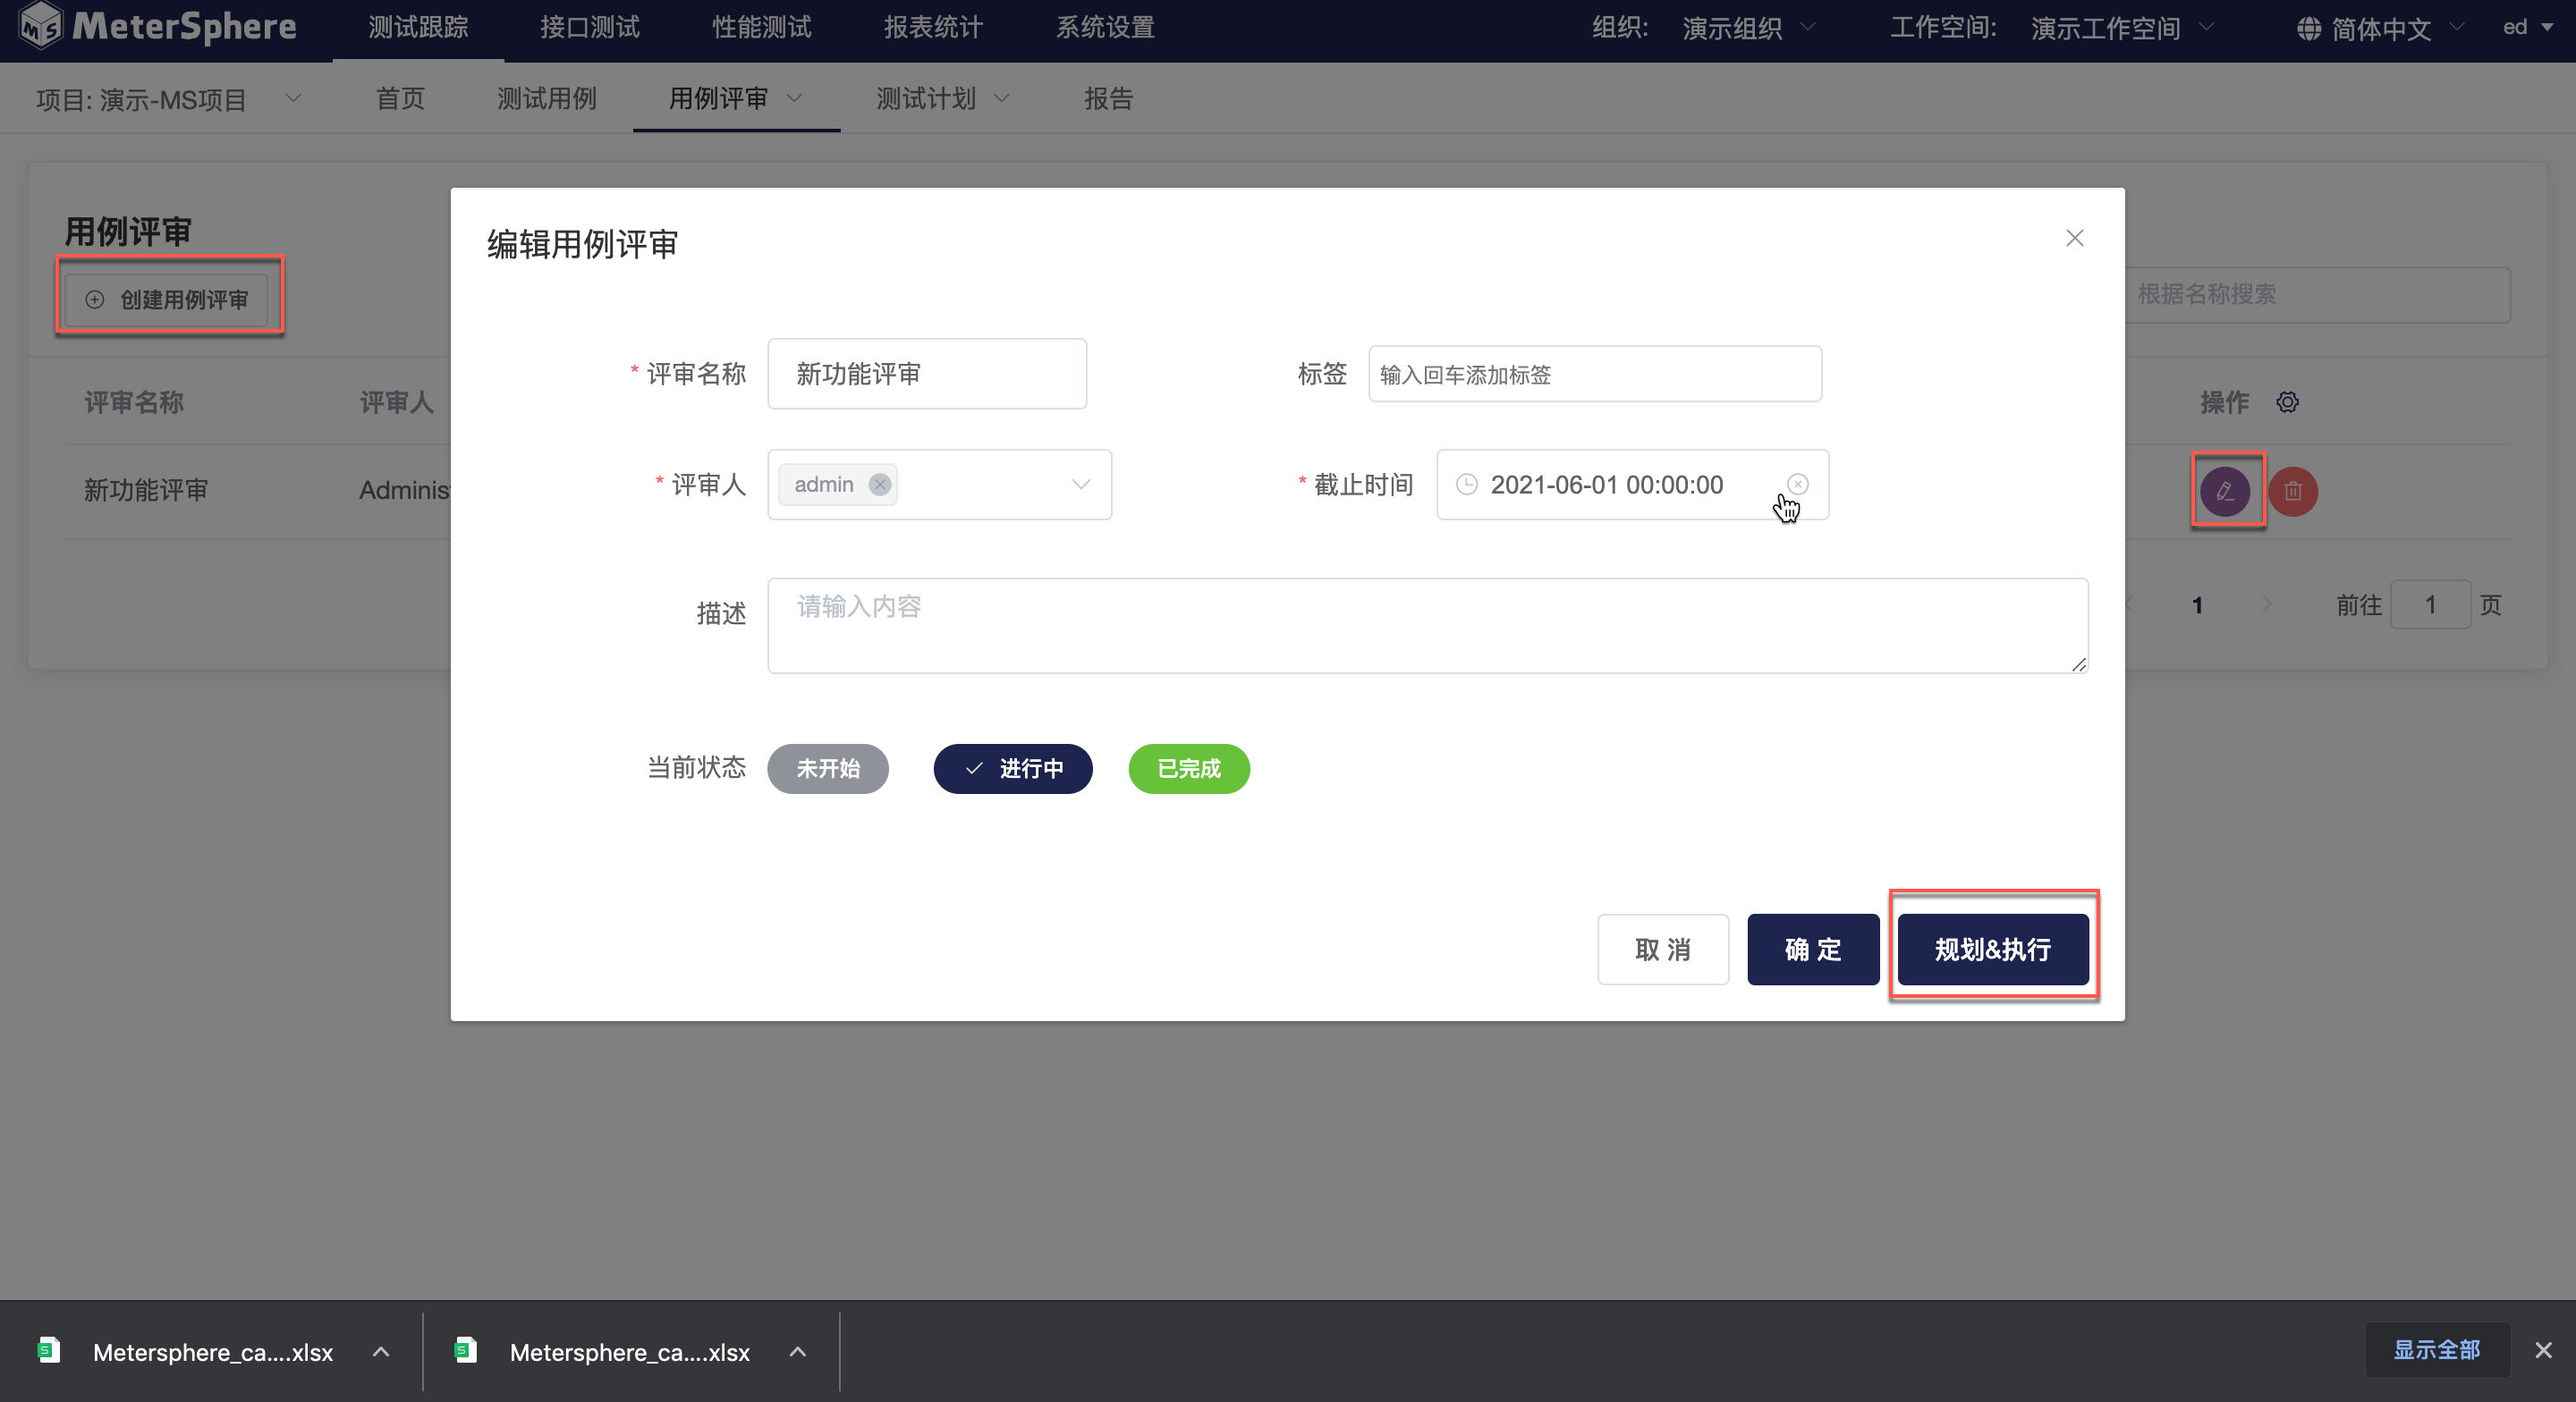 MS MeterSphere 测试跟踪 接口测试 性能测试 报表统计 系统设置 组织: 演示组织 工作空间: 演示工作空间 简体中文 ed
项目: 演示-MS项目 首页 测试用例 用例评审 测试计划 报告
用例评审
创建用例评审
根据名称搜索
评审名称 评审人 操作
新功能评审 Adminis
1 前往 1 页
编辑用例评审
* 评审名称 新功能评审 标签 输入回车添加标签
* 评审人 admin * 截止时间 2021-06-01 00:00:00
描述 请输入内容
当前状态 未开始 进行中 已完成
取 消 确 定 规划&执行
S Metersphere_ca....xlsx S Metersphere_ca....xlsx 显示全部